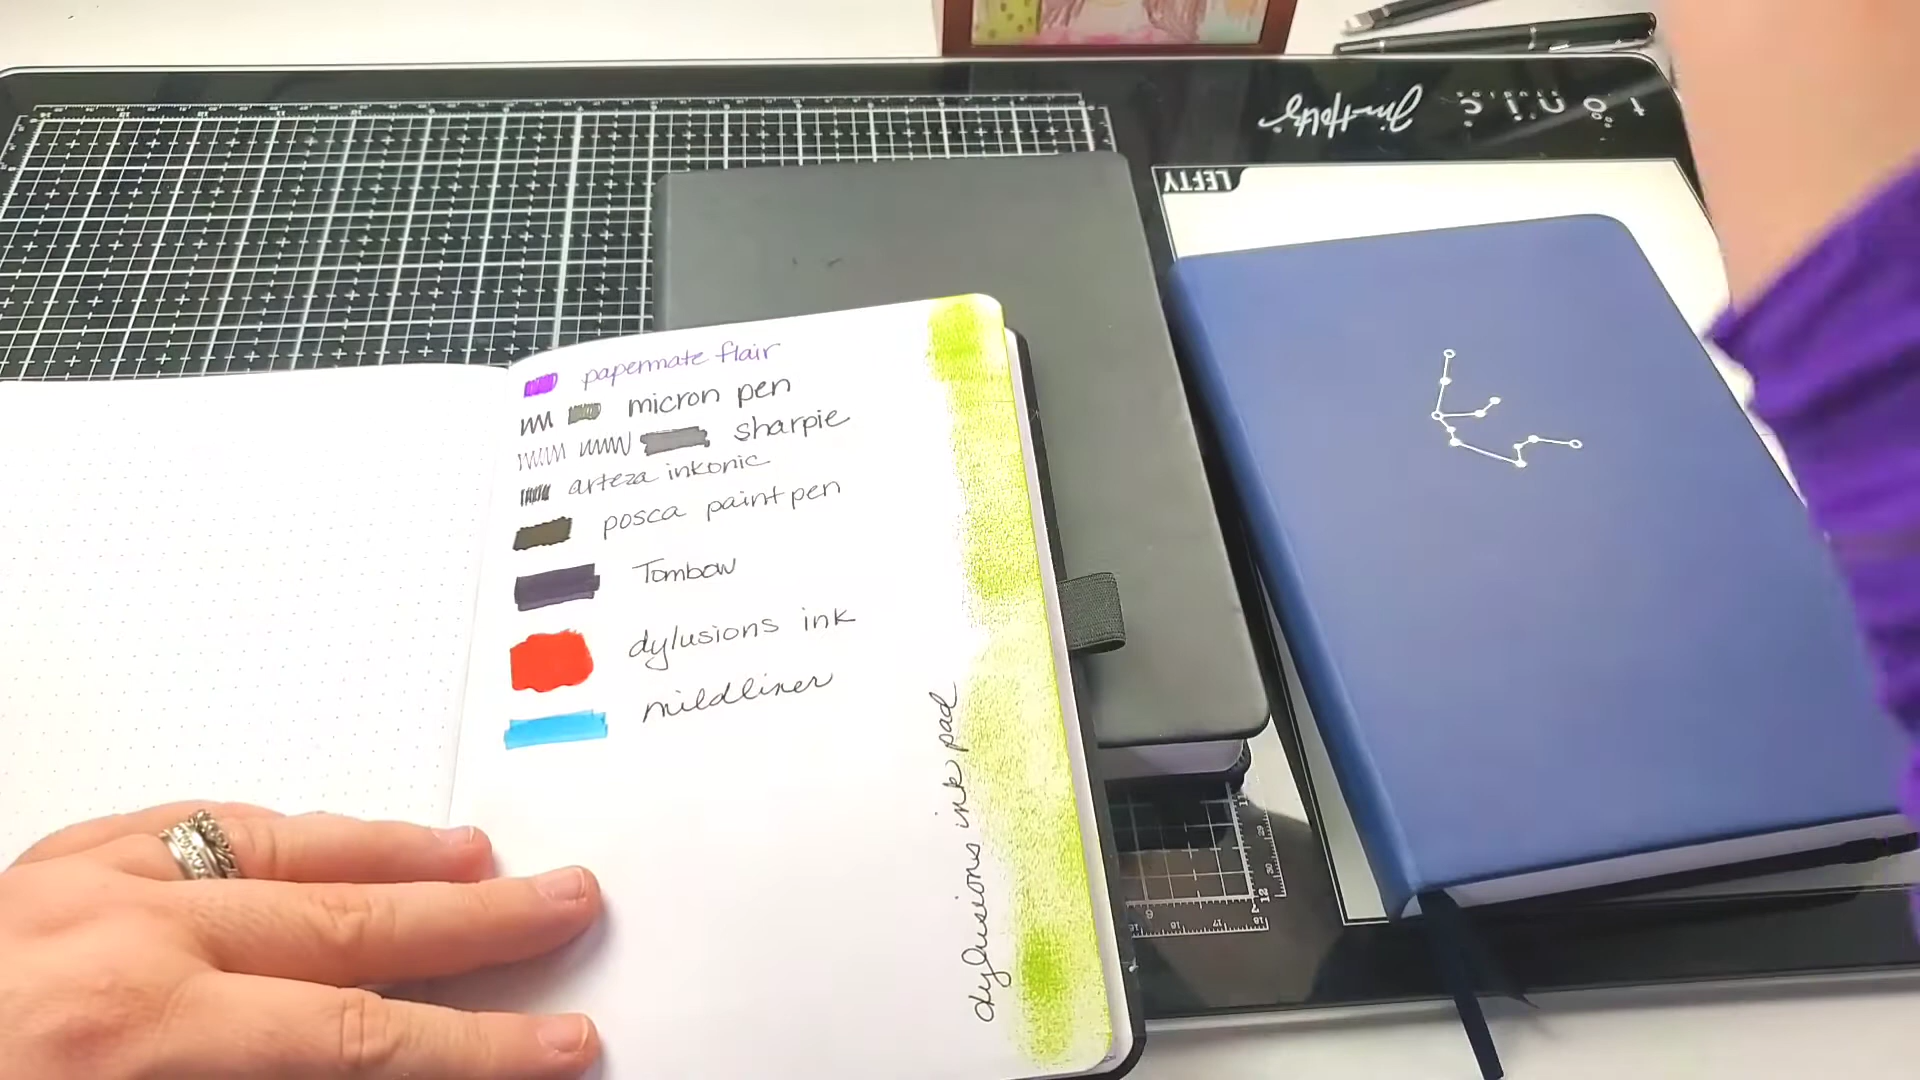 Tim Holtz
tonic
studios
LEFTY
papermate flair
micron pen
sharpie
arteza inkonic
posca paint pen
Tombow
dylusions ink
mildliner
dylusions ink pad